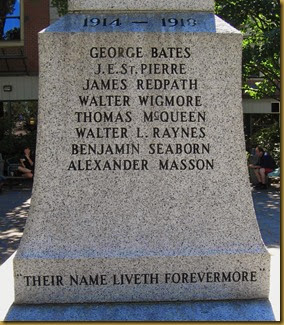 1914 - 1918
GEORGE BATES
J.E.ST. PIERRE
JAMES REDPATH
WALTER WIGMORE
THOMAS MCQUEEN
WALTER L. RAYNES
BENJAMIN SEABORN
ALEXANDER MASSON
"THEIR NAME LIVETH FOREVERMORE"